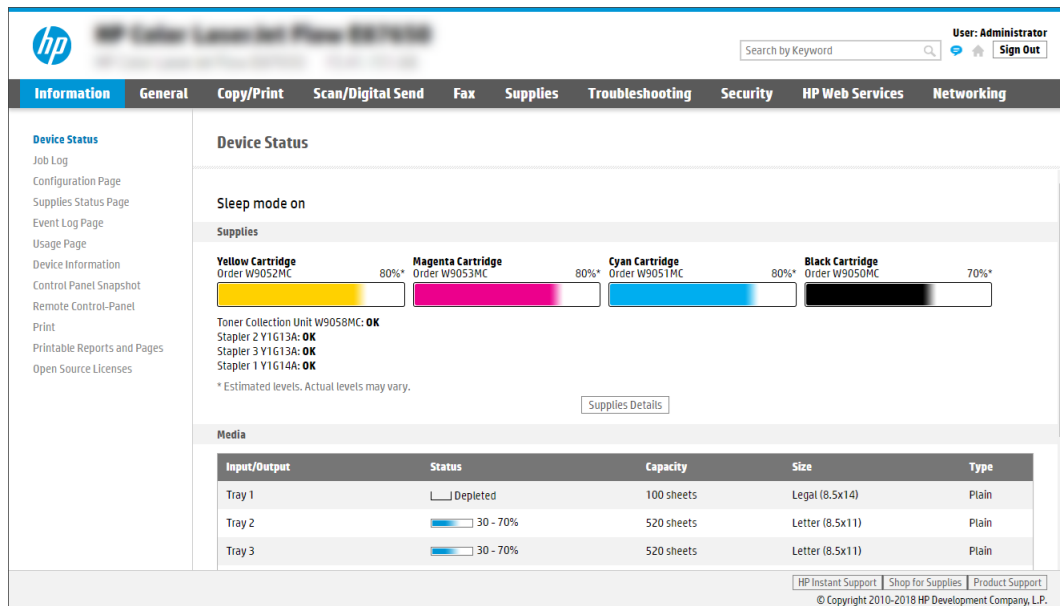 hp
User: Administrator
Search by Keyword
Sign Out
Information General Copy/Print Scan/Digital Send Fax Supplies Troubleshooting Security HP Web Services Networking
Device Status
Job Log
Configuration Page
Supplies Status Page
Event Log Page
Usage Page
Device Information
Control Panel Snapshot
Remote Control-Panel
Print
Printable Reports and Pages
Open Source Licenses
Device Status
Sleep mode on
Supplies
Yellow Cartridge Magenta Cartridge Cyan Cartridge Black Cartridge
Order W9052MC 80%* Order W9053MC 80%* Order W9051MC 80%* Order W9050MC 70%*
Toner Collection Unit W9058MC: OK
Stapler 2 Y1G13A: OK
Stapler 3 Y1G13A: OK
Stapler 1 Y1G14A: OK
* Estimated levels. Actual levels may vary.
Supplies Details
Media
Input/Output Status Capacity Size Type
Tray 1 Depleted 100 sheets Legal (8.5x14) Plain
Tray 2 30 - 70% 520 sheets Letter (8.5x11) Plain
Tray 3 30 - 70% 520 sheets Letter (8.5x11) Plain
HP Instant Support Shop for Supplies Product Support
© Copyright 2010-2018 HP Development Company, L.P.